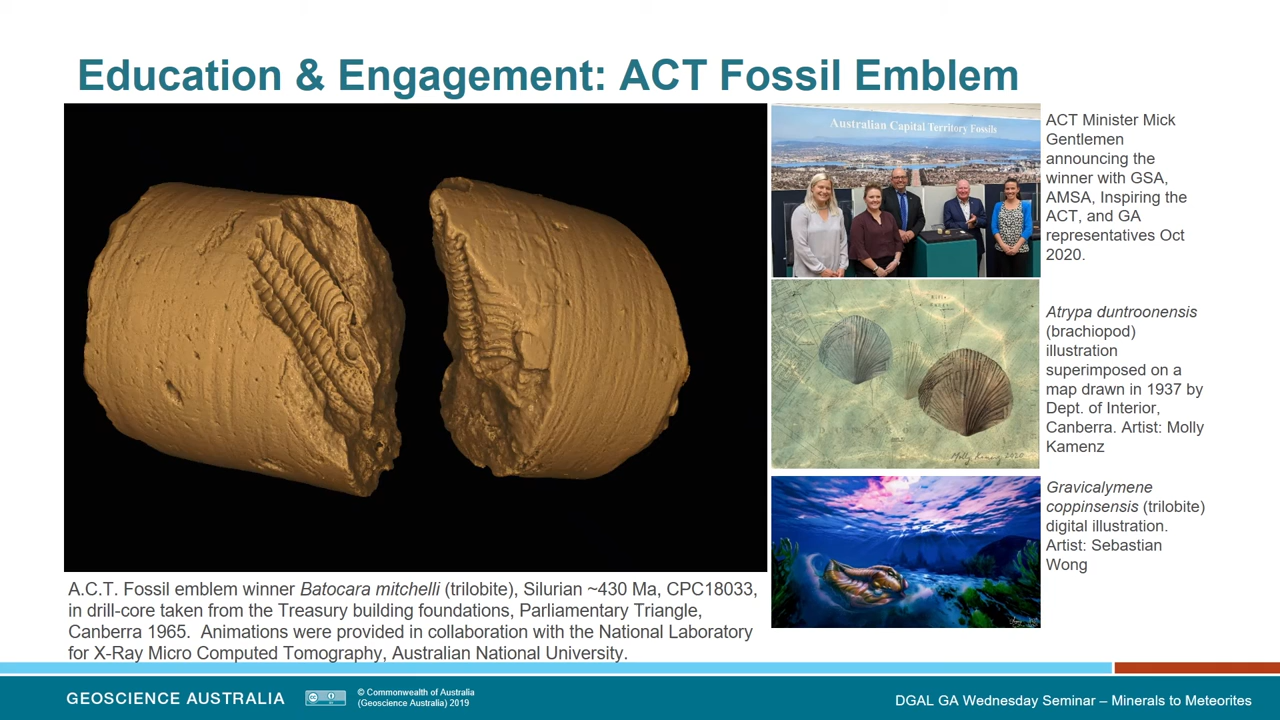 Education & Engagement: ACT Fossil Emblem
Australian Capital Territory Fossils
ACT Minister Mick
Gentlemen
announcing the
winner with GSA,
AMSA, Inspiring the
ACT, and GA
representatives Oct
2020.
Atrypa duntroonensis
(brachiopod)
illustration
superimposed on a
map drawn in 1937 by
Dept. of Interior,
Canberra. Artist: Molly
Kamenz
Molly Kamenz 2020
Gravicalymene
coppinsensis (trilobite)
digital illustration.
Artist: Sebastian
Wong
A.C.T. Fossil emblem winner Batocara mitchelli (trilobite), Silurian ~430 Ma, CPC18033,
in drill-core taken from the Treasury building foundations, Parliamentary Triangle,
Canberra 1965. Animations were provided in collaboration with the National Laboratory
for X-Ray Micro Computed Tomography, Australian National University.
GEOSCIENCE AUSTRALIA
© Commonwealth of Australia
(Geoscience Australia) 2019
DGAL GA Wednesday Seminar – Minerals to Meteorites